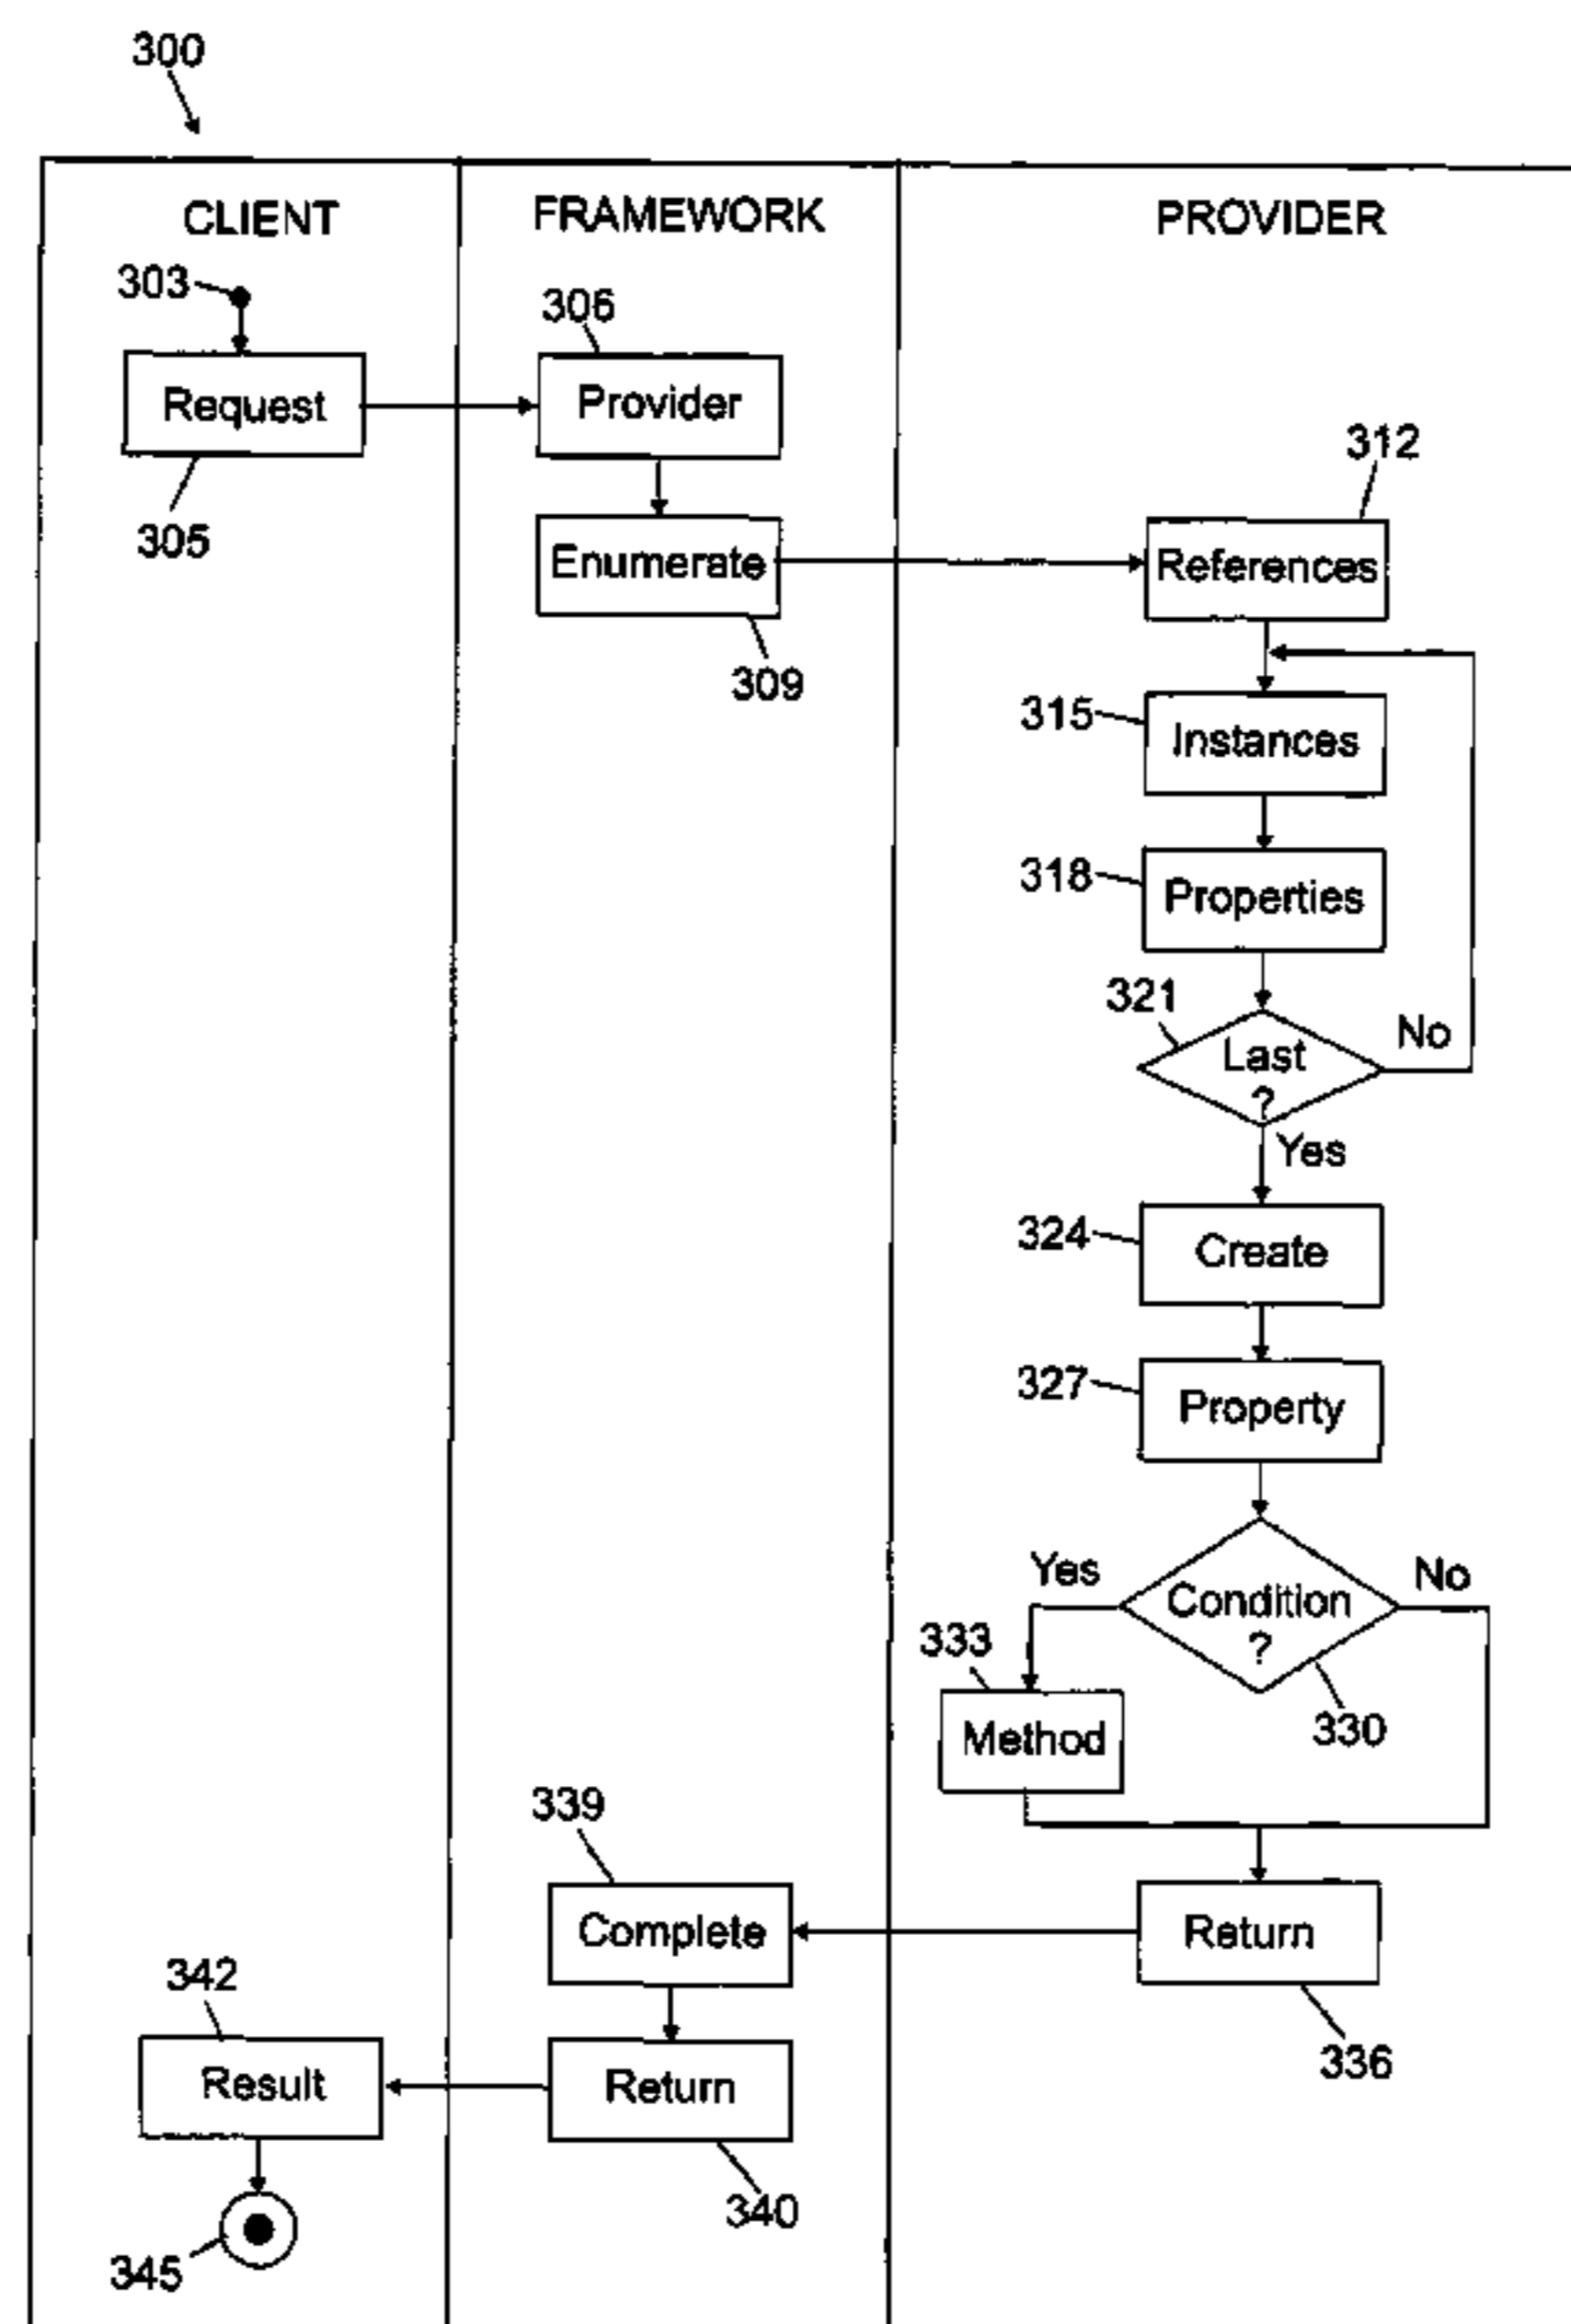 300
CLIENT
FRAMEWORK
PROVIDER
303
306
Request
Provider
305
312
Enumerate
References
309
315
Instances
318
Properties
321
Last
?
No
Yes
324
Create
327
Property
Yes
Condition
?
No
333
330
Method
339
Complete
Return
336
342
Result
Return
340
345